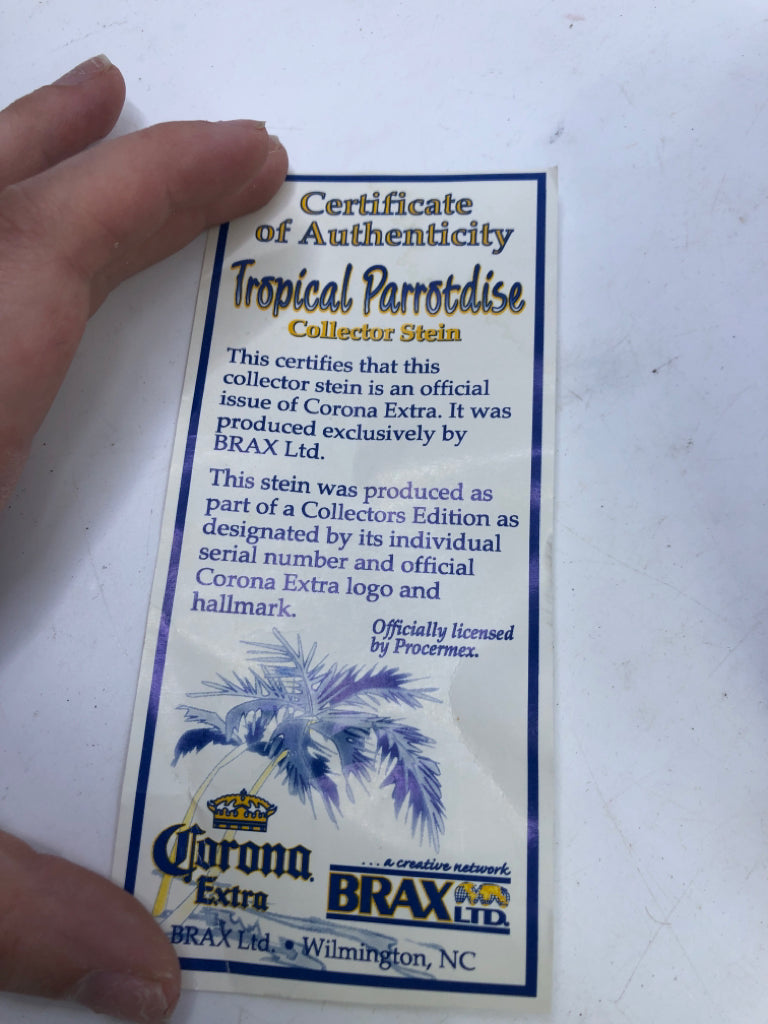 Certificate
of Authenticity
Tropical Parrotdise
Collector Stein
This certifies that this
collector stein is an official
issue of Corona Extra. It was
produced exclusively by
BRAX Ltd.
This stein was produced as
part of a Collectors Edition as
designated by its individual
serial number and official
Corona Extra logo and
hallmark.
Officially licensed
by Procermex.
Corona
Extra
...a creative network
BRAX LTD.
BRAX Ltd. • Wilmington, NC